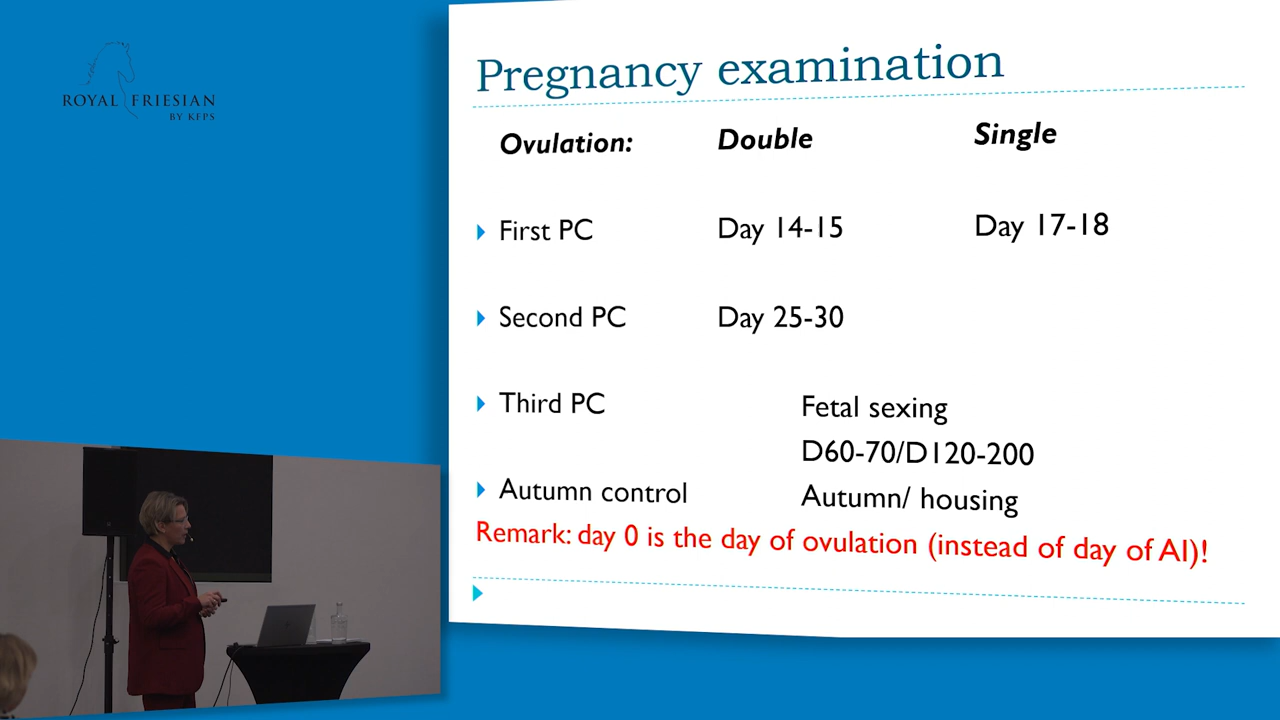 ROYAL FRIESIAN
BY KFPS
Pregnancy examination
Ovulation: Double Single
First PC Day 14-15 Day 17-18
Second PC Day 25-30
Third PC Fetal sexing
D60-70/D120-200
Autumn control Autumn/ housing
Remark: day 0 is the day of ovulation (instead of day of AI)!